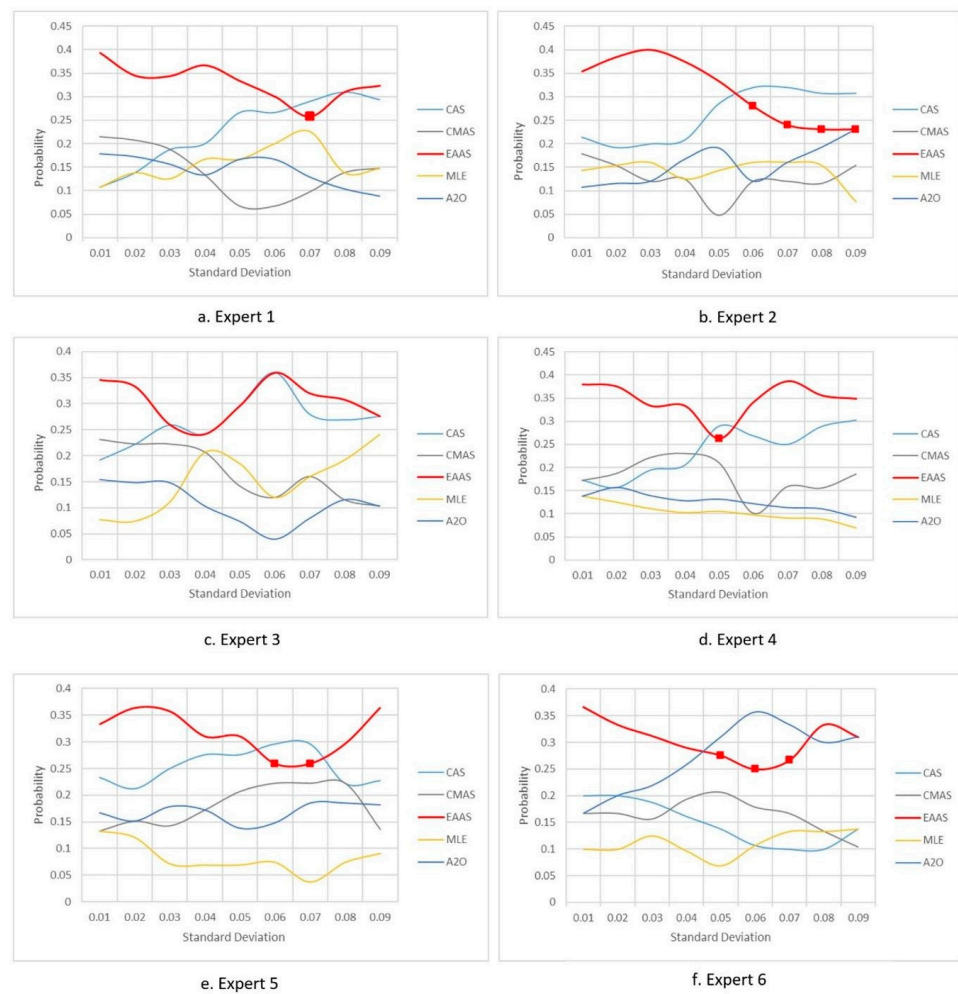 0.45
0.4
0.35
0.3
0.25
0.2
0.15
0.1
0.05
0
Probability
0.01 0.02 0.03 0.04 0.05 0.06 0.07 0.08 0.09
Standard Deviation
CAS
CMAS
EAAS
MLE
A2O
a. Expert 1
0.45
0.4
0.35
0.3
0.25
0.2
0.15
0.1
0.05
0
Probability
0.01 0.02 0.03 0.04 0.05 0.06 0.07 0.08 0.09
Standard Deviation
CAS
CMAS
EAAS
MLE
A2O
b. Expert 2
0.4
0.35
0.3
0.25
0.2
0.15
0.1
0.05
0
Probability
0.01 0.02 0.03 0.04 0.05 0.06 0.07 0.08 0.09
Standard Deviation
CAS
CMAS
EAAS
MLE
A2O
c. Expert 3
0.45
0.4
0.35
0.3
0.25
0.2
0.15
0.1
0.05
0
Probability
0.01 0.02 0.03 0.04 0.05 0.06 0.07 0.08 0.09
Standard Deviation
CAS
CMAS
EAAS
MLE
A2O
d. Expert 4
0.4
0.35
0.3
0.25
0.2
0.15
0.1
0.05
0
Probability
0.01 0.02 0.03 0.04 0.05 0.06 0.07 0.08 0.09
Standard Deviation
CAS
CMAS
EAAS
MLE
A2O
e. Expert 5
0.4
0.35
0.3
0.25
0.2
0.15
0.1
0.05
0
Probability
0.01 0.02 0.03 0.04 0.05 0.06 0.07 0.08 0.09
Standard Deviation
CAS
CMAS
EAAS
MLE
A2O
f. Expert 6